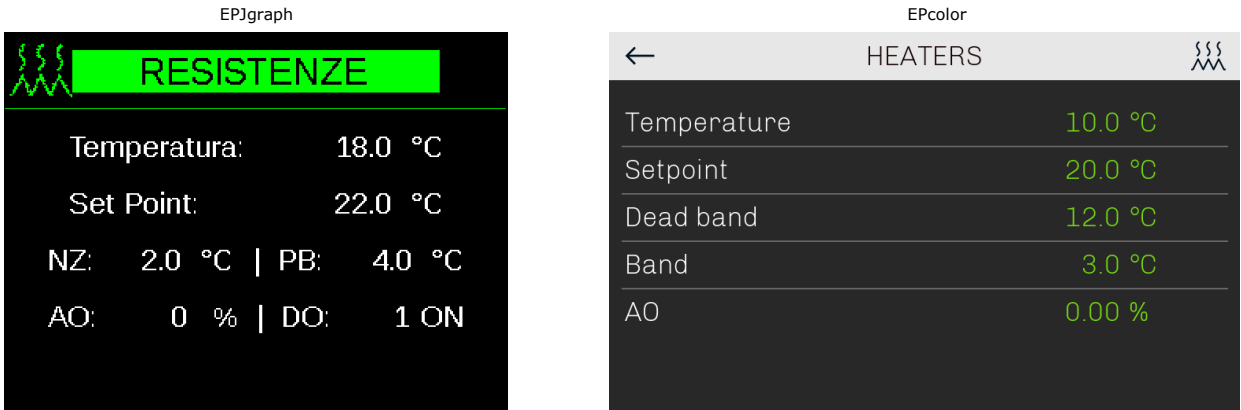 EPJgraph
RESISTENZE
Temperatura: 18.0 °C
Set Point: 22.0 °C
NZ: 2.0 °C | PB: 4.0 °C
AO: 0 % | DO: 1 ON
EPcolor
← HEATERS
Temperature 10.0 °C
Setpoint 20.0 °C
Dead band 12.0 °C
Band 3.0 °C
AO 0.00 %